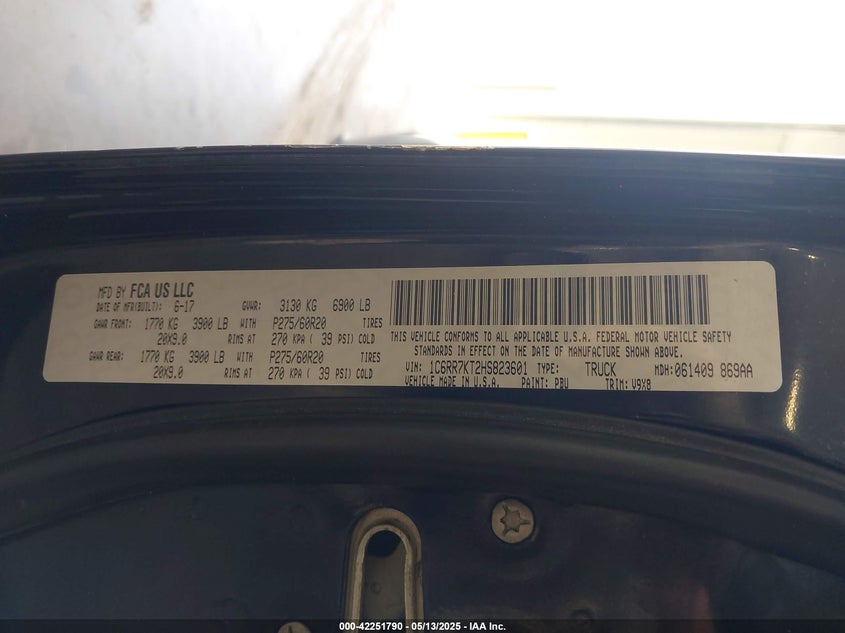 MFD BY FCA US LLC
DATE OF MFR(BUILT): 6-17 GVWR: 3130 KG 6900 LB
GAWR FRONT: 1770 KG 3900 LB WITH P275/60R20 TIRES
20X9.0 RIMS AT 270 KPA ( 39 PSI) COLD
GAWR REAR: 1770 KG 3900 LB WITH P275/60R20 TIRES
20X9.0 RIMS AT 270 KPA ( 39 PSI) COLD
THIS VEHICLE CONFORMS TO ALL APPLICABLE U.S.A. FEDERAL MOTOR VEHICLE SAFETY
STANDARDS IN EFFECT ON THE DATE OF MANUFACTURE SHOWN ABOVE.
VIN: 1C6RR7KT2HS823601 TYPE: TRUCK MDH:061409 869AA
VEHICLE MADE IN U.S.A. PAINT: PBU TRIM: V9X8
000-42251790 - 05/13/2025 - IAA Inc.